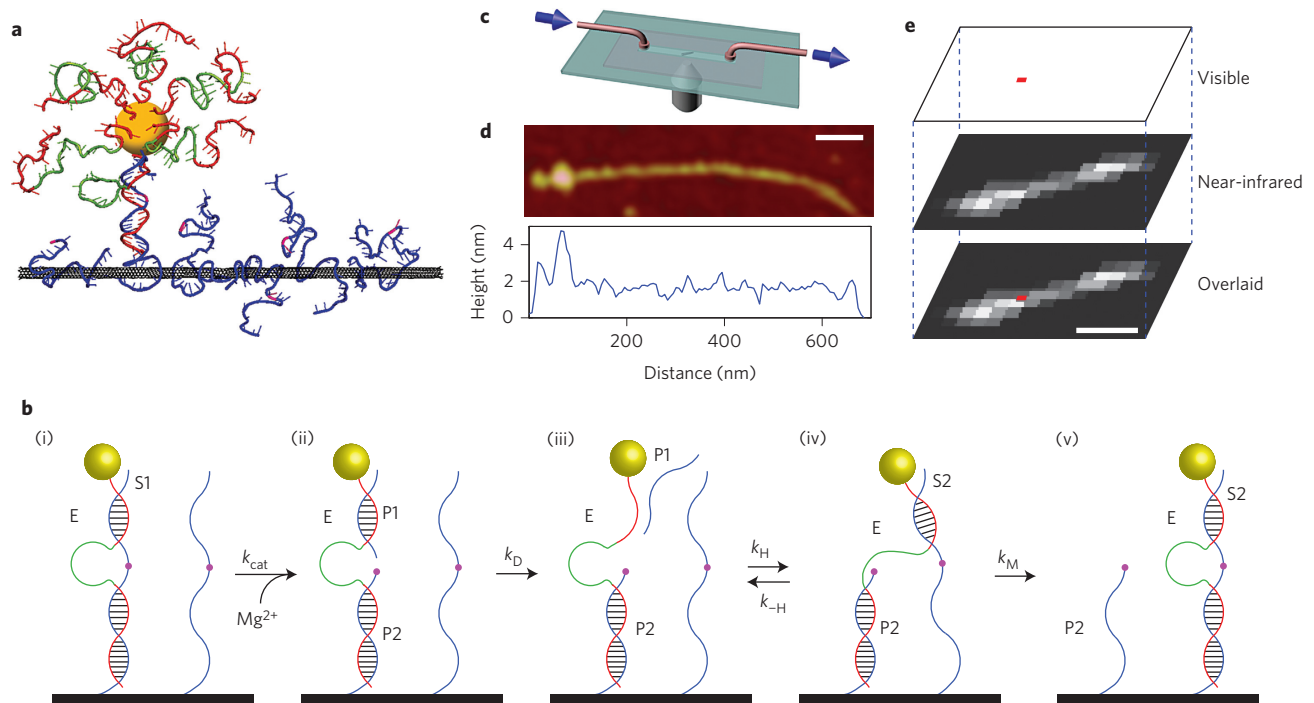 a
c
d
Height (nm)
4
2
0
200
400
600
Distance (nm)
e
Visible
Near-infrared
Overlaid
b
(i)
S1
E
k_cat
Mg²⁺
(ii)
E
P1
P2
k_D
(iii)
P1
E
P2
k_H
k_–H
(iv)
S2
E
P2
k_M
(v)
S2
E
P2